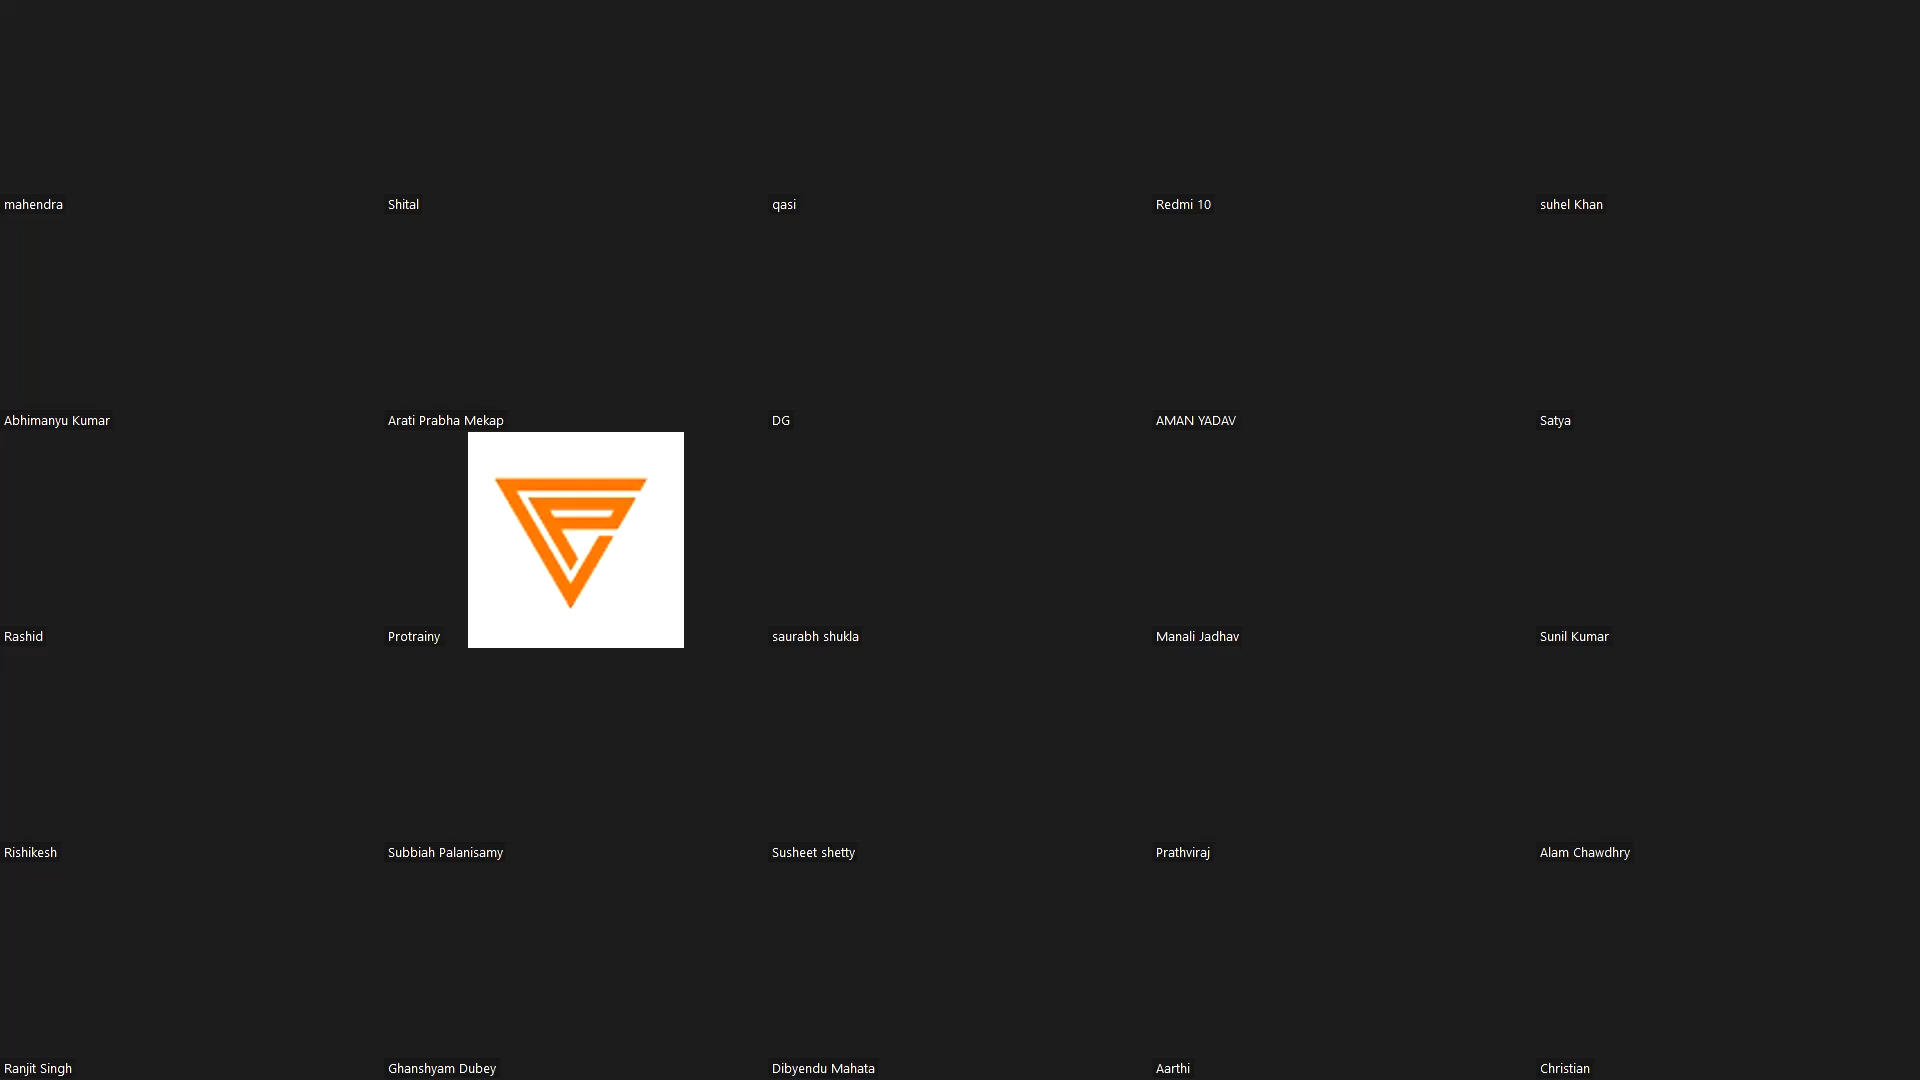 mahendra
Shital
qasi
Redmi 10
suhel Khan
Abhimanyu Kumar
Arati Prabha Mekap
DG
AMAN YADAV
Satya
Rashid
Protrainy
saurabh shukla
Manali Jadhav
Sunil Kumar
Rishikesh
Subbiah Palanisamy
Susheet shetty
Prathviraj
Alam Chawdhry
Ranjit Singh
Ghanshyam Dubey
Dibyendu Mahata
Aarthi
Christian